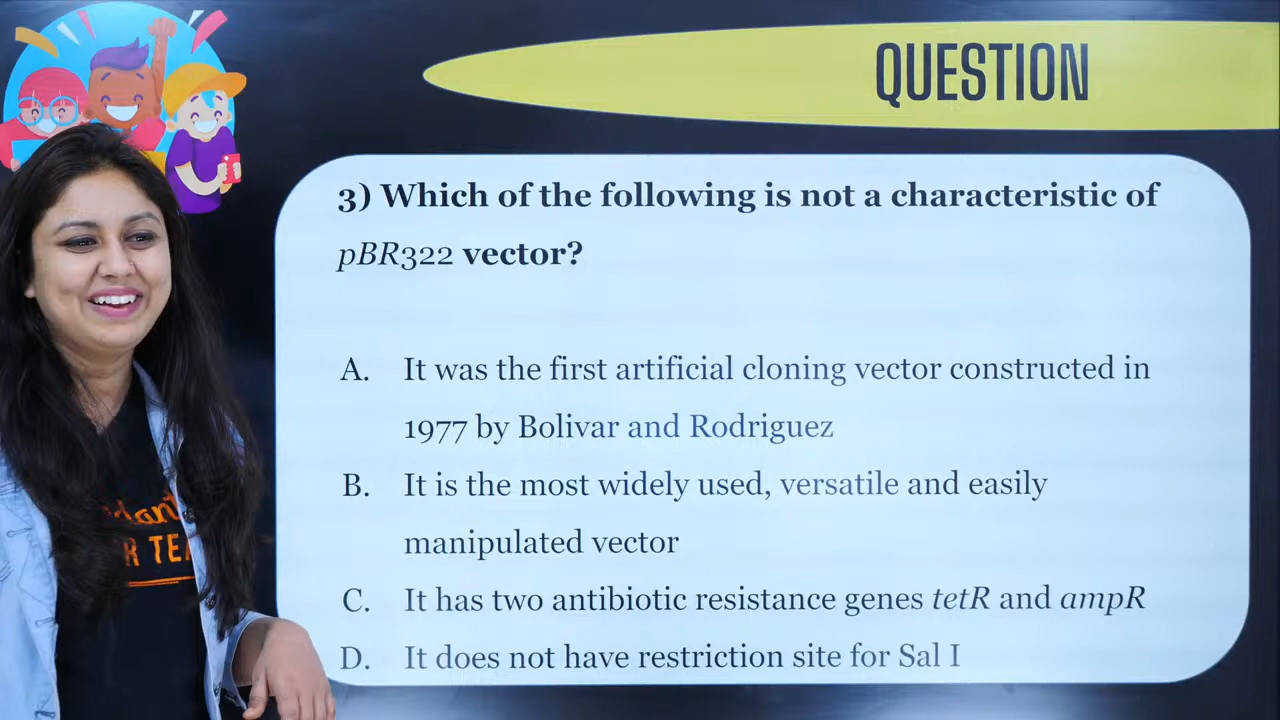 QUESTION
3) Which of the following is not a characteristic of
pBR322 vector?
A. It was the first artificial cloning vector constructed in
1977 by Bolivar and Rodriguez
B. It is the most widely used, versatile and easily
manipulated vector
C. It has two antibiotic resistance genes tetR and ampR
D. It does not have restriction site for Sal I